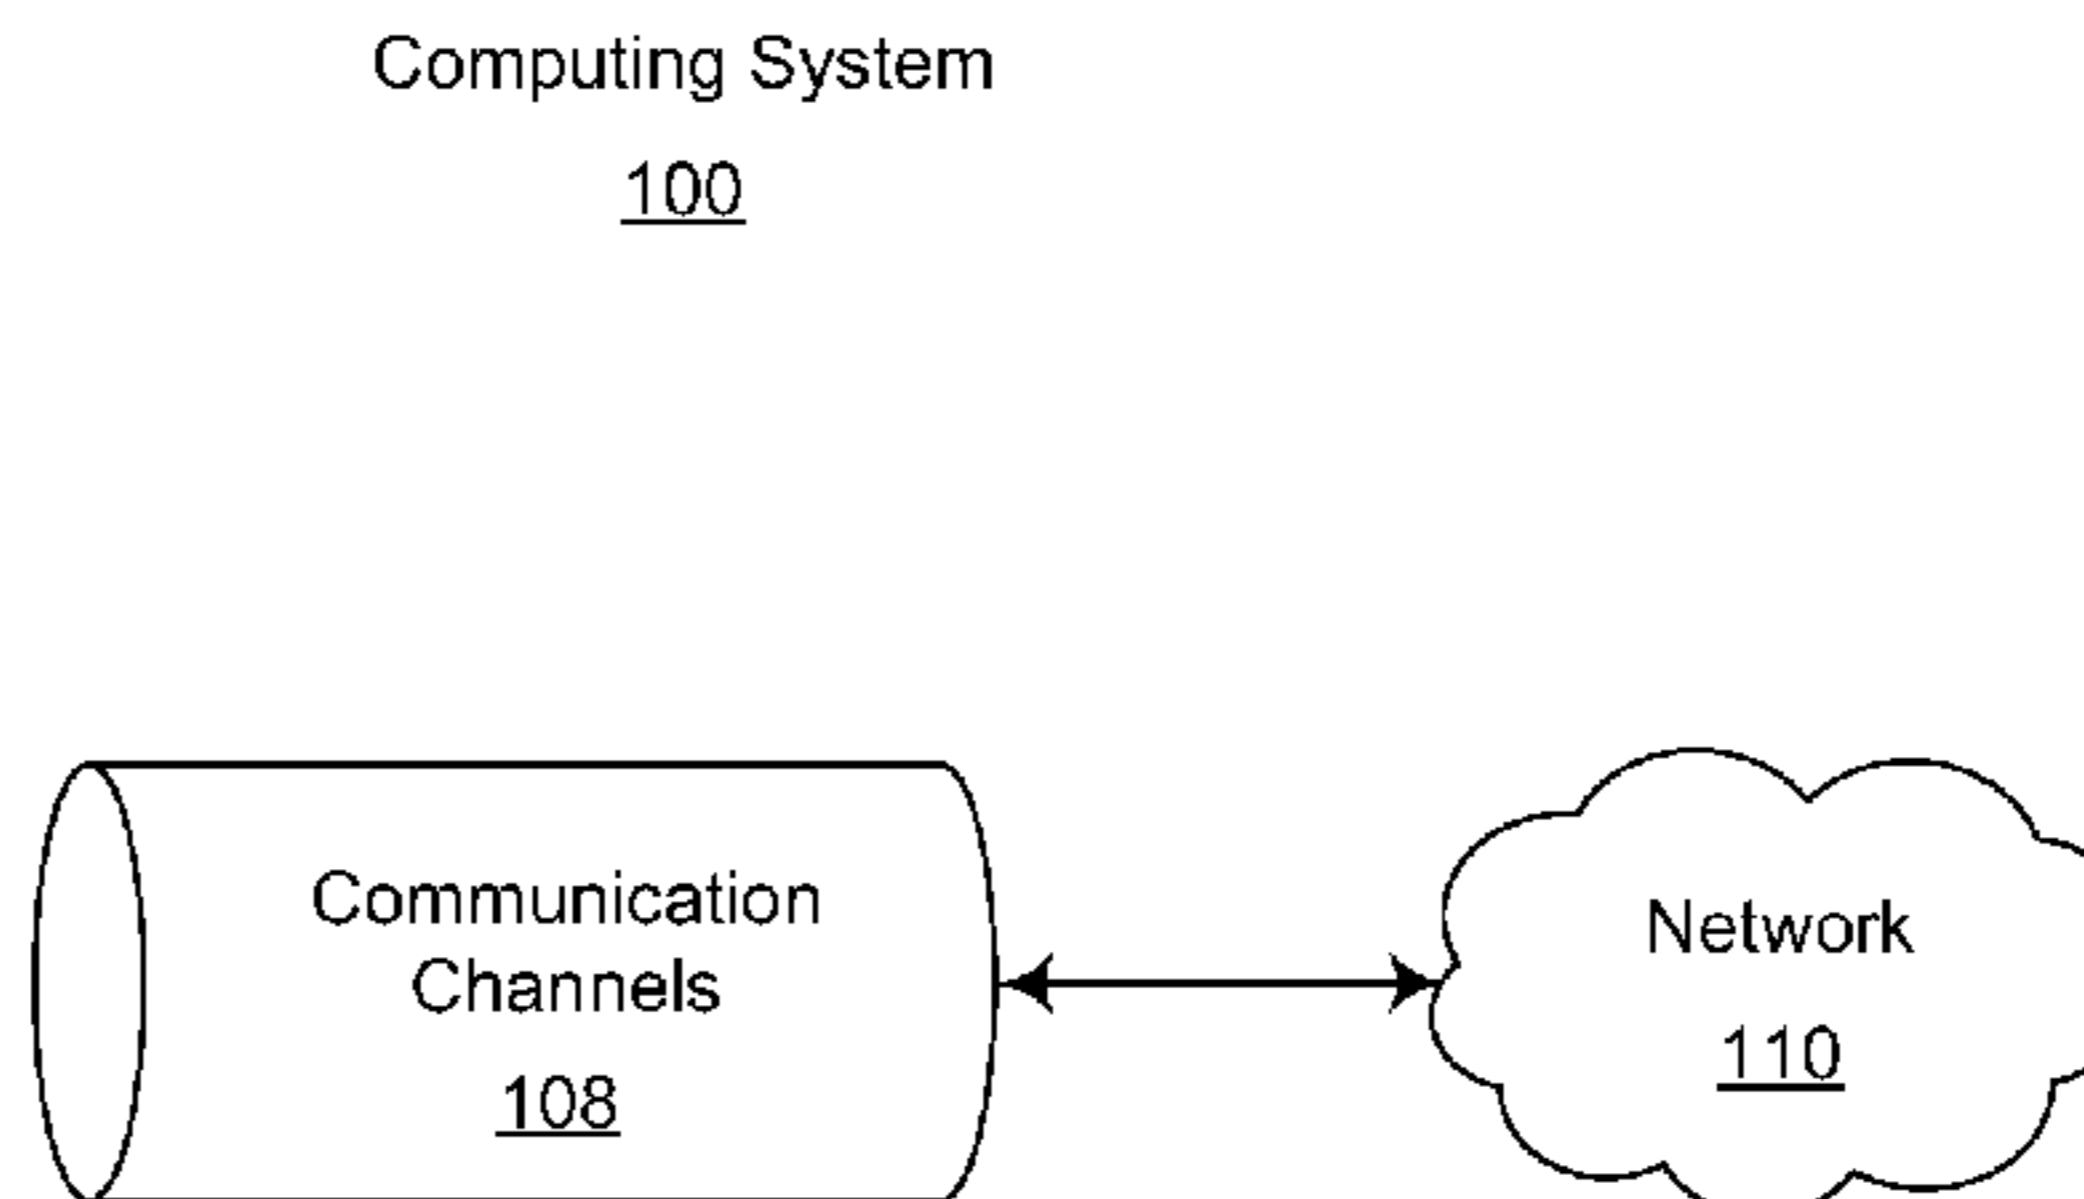 Computing System
100
Communication
Channels
108
Network
110